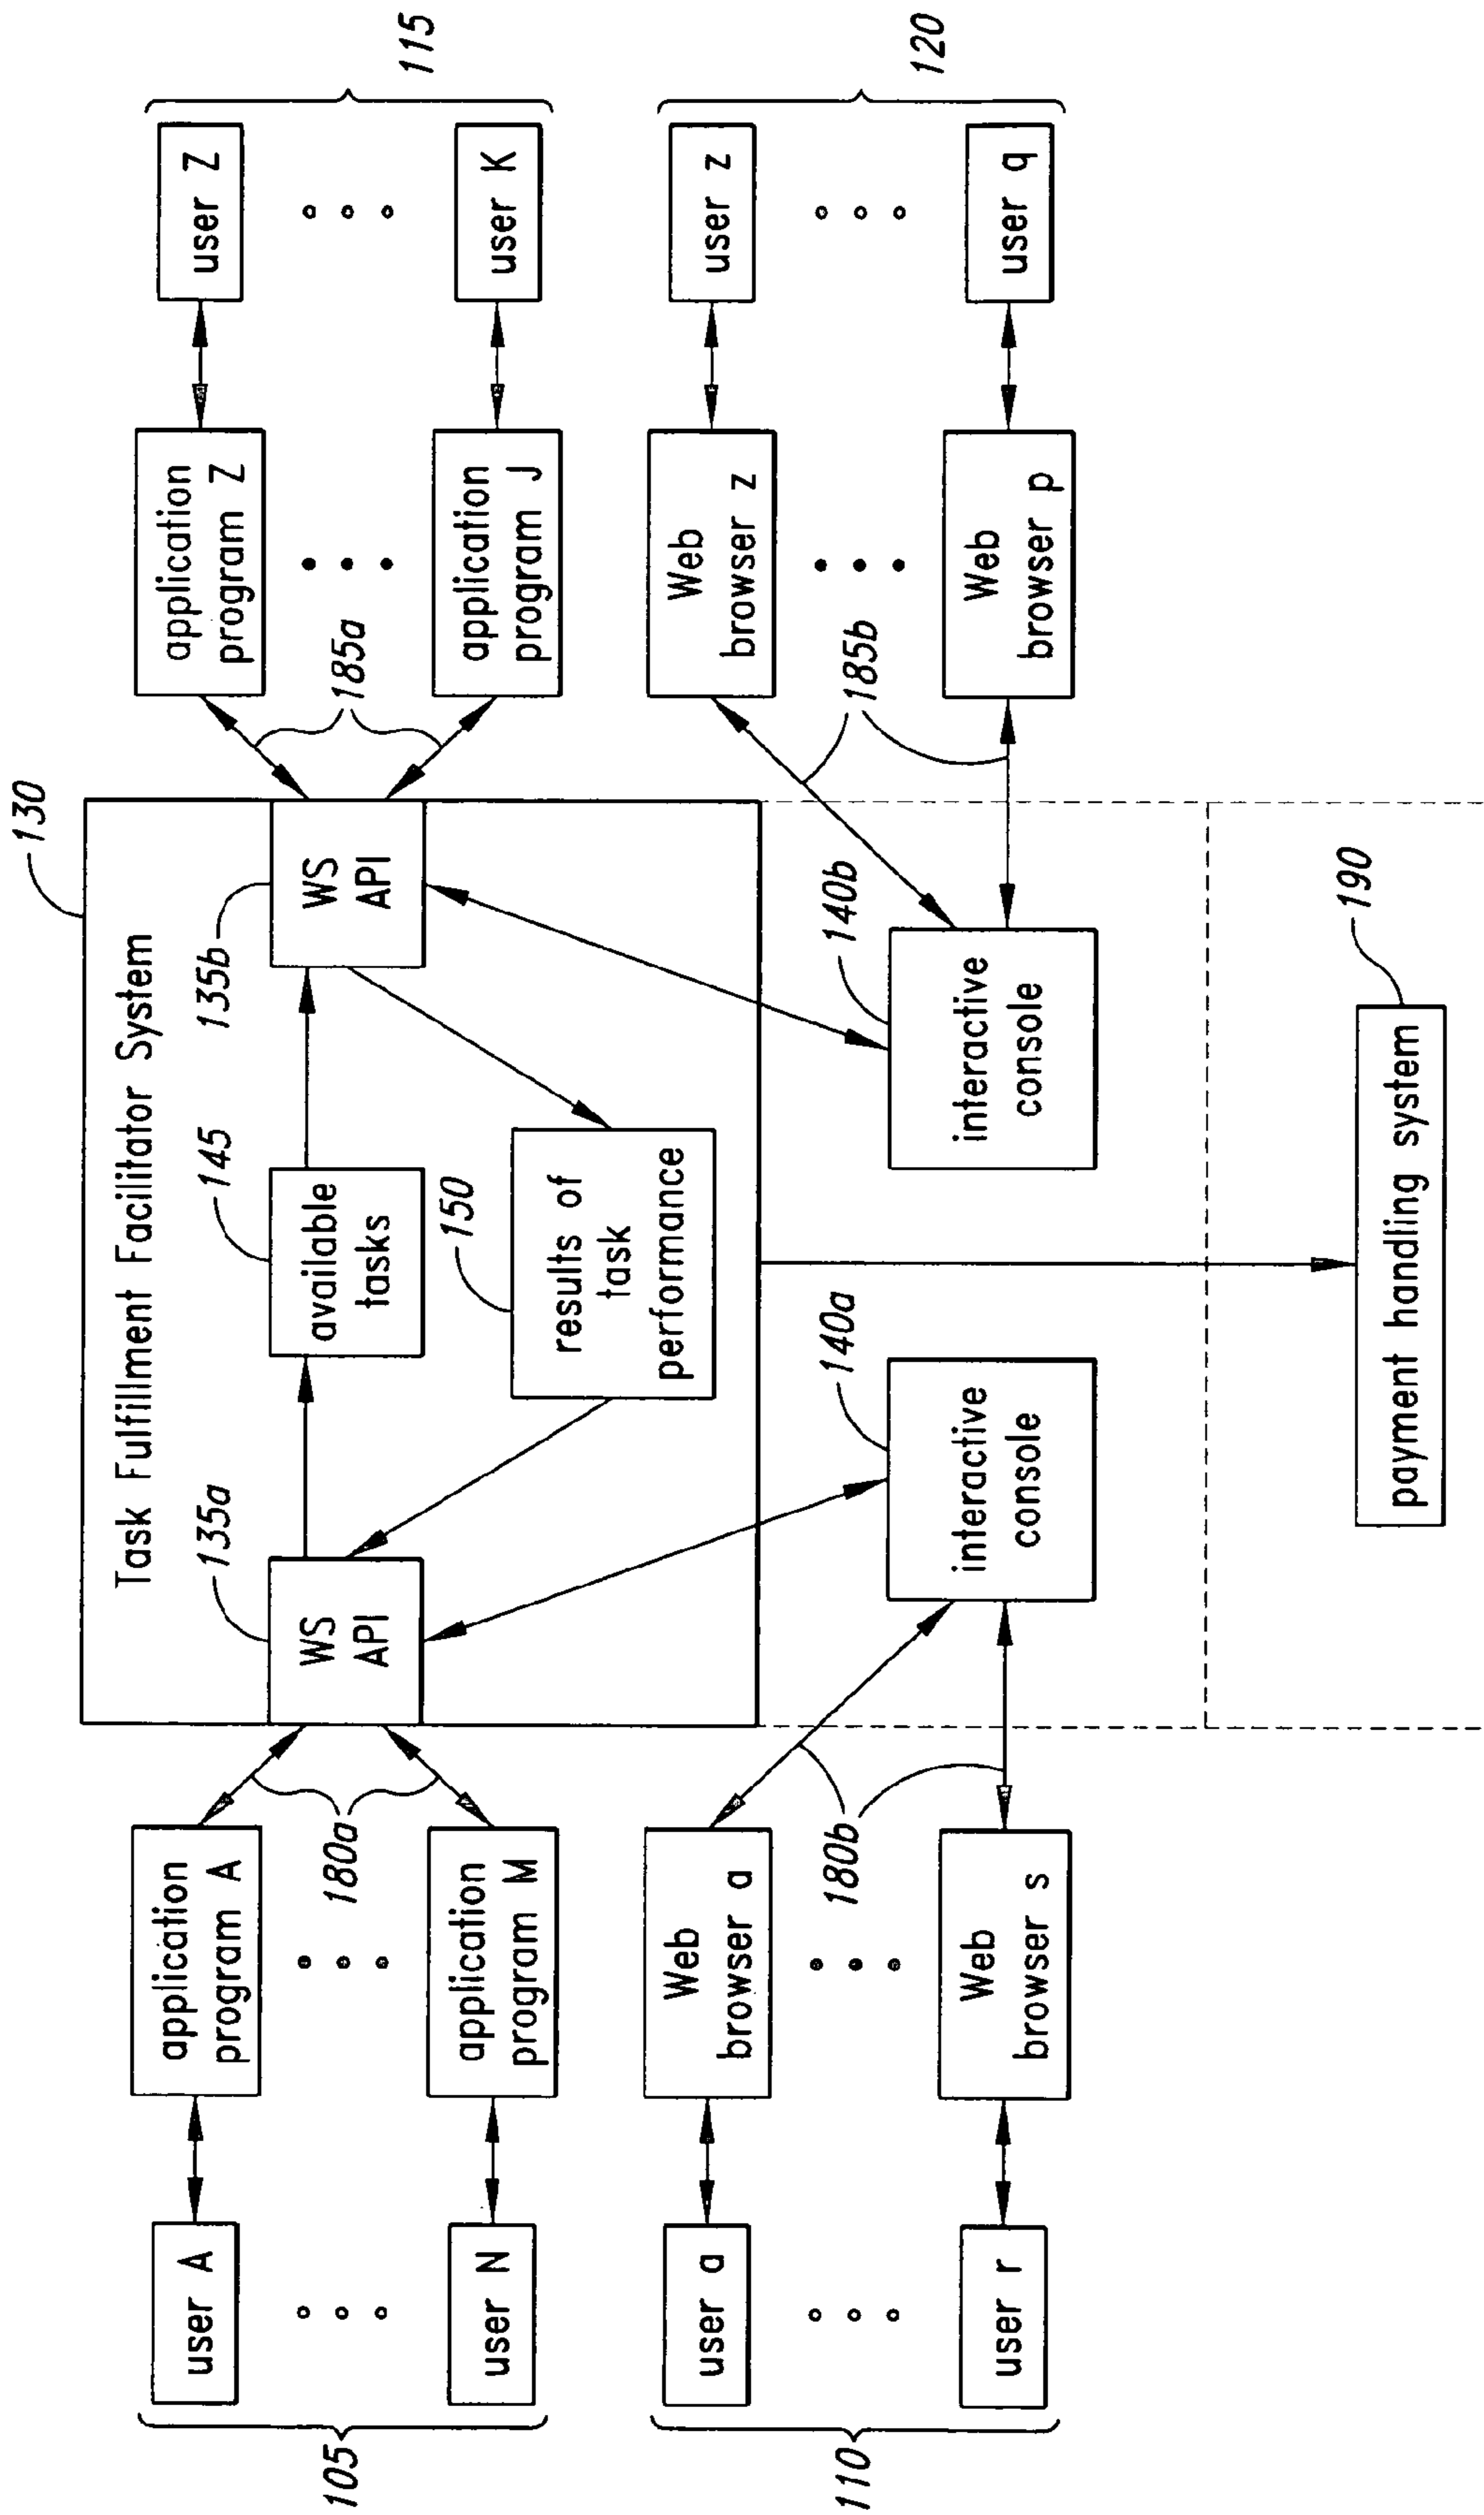 130
Task Fulfillment Facilitator System
135a
WS
API
145
available
tasks
135b
WS
API
150
results of
task
performance
105
user A
application
program A
180a
user N
application
program M
115
application
program Z
user Z
185a
application
program J
user K
110
user a
Web
browser a
180b
user r
Web
browser s
140a
interactive
console
140b
interactive
console
120
Web
browser z
user z
185b
Web
browser p
user q
190
payment handling system